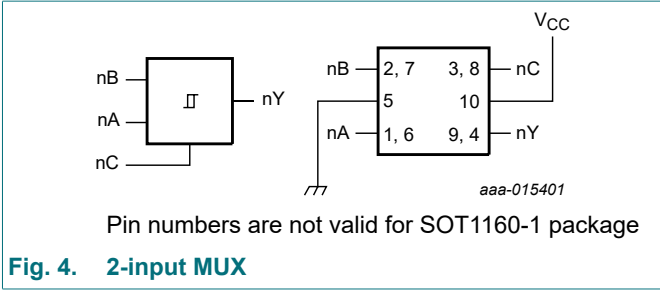 nB
nA
nC
nY
V_CC
nB
2, 7
3, 8
nC
5
10
nA
1, 6
9, 4
nY
aaa-015401
Pin numbers are not valid for SOT1160-1 package
Fig. 4. 2-input MUX